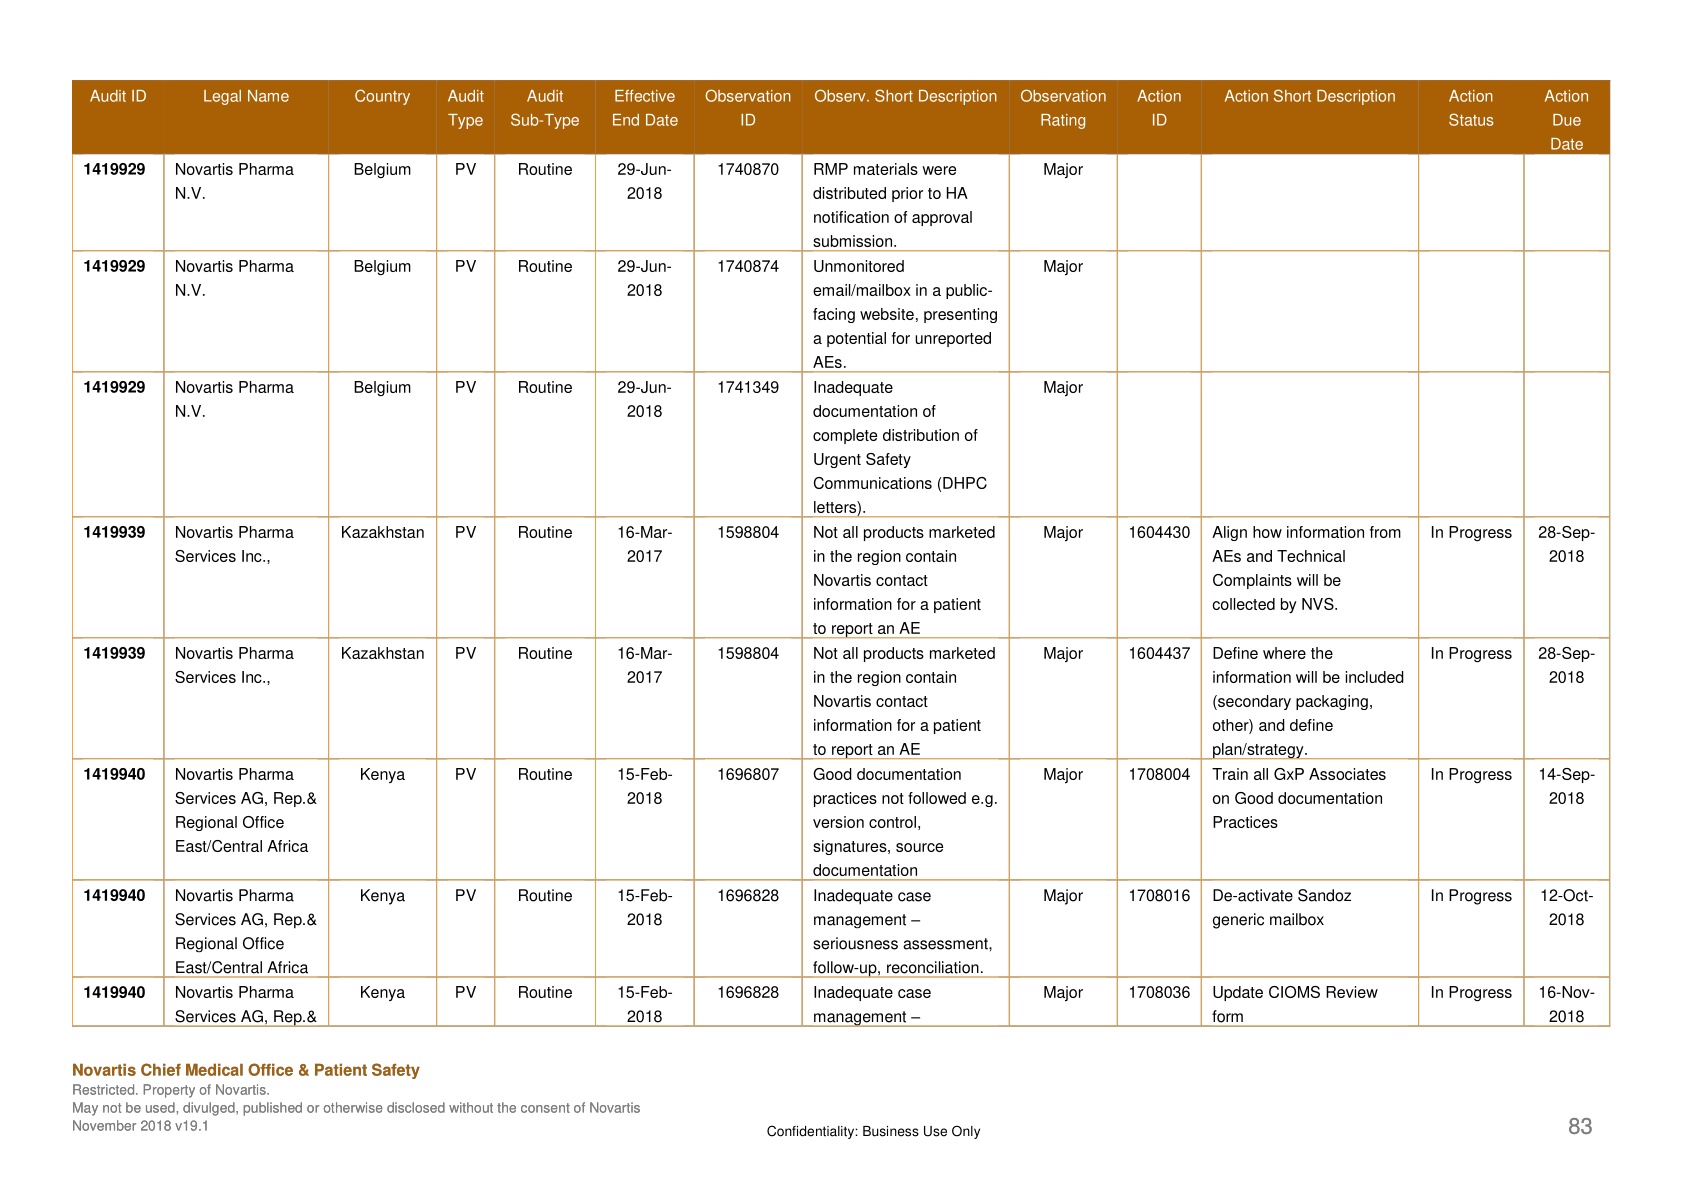 Audit ID Legal Name Country Audit Audit Effective Observation Observ. Short Description Observation Action Action Short Description Action Action
Type Sub-Type End Date ID Rating ID Status Due
Date
1419929 Novartis Pharma Belgium PV Routine 29-Jun- 1740870 RMP materials were Major
N.V. 2018 distributed prior to HA
notification of approval
submission.
1419929 Novartis Pharma Belgium PV Routine 29-Jun- 1740874 Unmonitored Major
N.V. 2018 email/mailbox in a public-
facing website, presenting
a potential for unreported
AEs.
1419929 Novartis Pharma Belgium PV Routine 29-Jun- 1741349 Inadequate Major
N.V. 2018 documentation of
complete distribution of
Urgent Safety
Communications (DHPC
letters).
1419939 Novartis Pharma Kazakhstan PV Routine 16-Mar- 1598804 Not all products marketed Major 1604430 Align how information from In Progress 28-Sep-
Services Inc., 2017 in the region contain AEs and Technical 2018
Novartis contact Complaints will be
information for a patient collected by NVS.
to report an AE
1419939 Novartis Pharma Kazakhstan PV Routine 16-Mar- 1598804 Not all products marketed Major 1604437 Define where the In Progress 28-Sep-
Services Inc., 2017 in the region contain information will be included 2018
Novartis contact (secondary packaging,
information for a patient other) and define
to report an AE plan/strategy.
1419940 Novartis Pharma Kenya PV Routine 15-Feb- 1696807 Good documentation Major 1708004 Train all GxP Associates In Progress 14-Sep-
Services AG, Rep.& 2018 practices not followed e.g. on Good documentation 2018
Regional Office version control, Practices
East/Central Africa signatures, source
documentation
1419940 Novartis Pharma Kenya PV Routine 15-Feb- 1696828 Inadequate case Major 1708016 De-activate Sandoz In Progress 12-Oct-
Services AG, Rep.& 2018 management – generic mailbox 2018
Regional Office seriousness assessment,
East/Central Africa follow-up, reconciliation.
1419940 Novartis Pharma Kenya PV Routine 15-Feb- 1696828 Inadequate case Major 1708036 Update CIOMS Review In Progress 16-Nov-
Services AG, Rep.& 2018 management – form 2018
Novartis Chief Medical Office & Patient Safety
Restricted. Property of Novartis.
May not be used, divulged, published or otherwise disclosed without the consent of Novartis
November 2018 v19.1
Confidentiality: Business Use Only
83